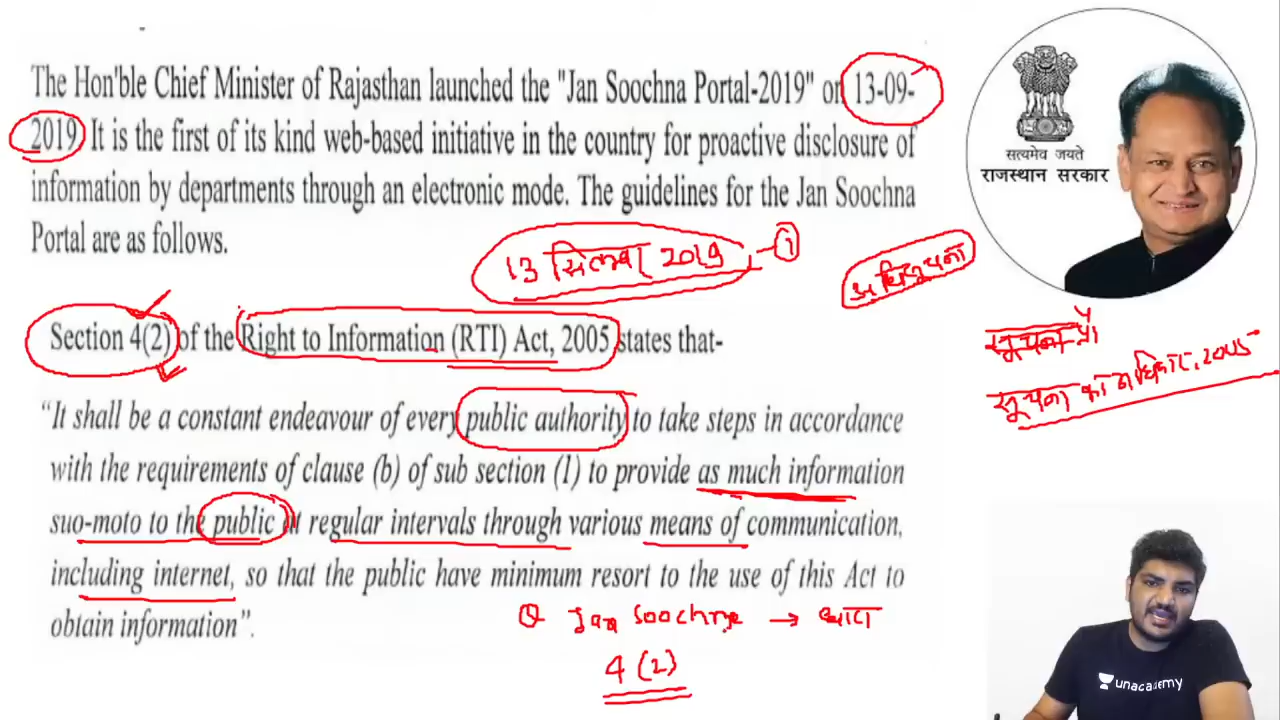 The Hon'ble Chief Minister of Rajasthan launched the "Jan Soochna Portal-2019" on 13-09-
2019. It is the first of its kind web-based initiative in the country for proactive disclosure of
information by departments through an electronic mode. The guidelines for the Jan Soochna
Portal are as follows.
13 सितम्बर 2019 - 1
Section 4(2) of the Right to Information (RTI) Act, 2005 states that-
“It shall be a constant endeavour of every public authority to take steps in accordance
with the requirements of clause (b) of sub section (1) to provide as much information
suo-moto to the public at regular intervals through various means of communication,
including internet, so that the public have minimum resort to the use of this Act to
obtain information”.
Q Jan Soochna → धारा
4 (2)
सत्यमेव जयते
राजस्थान सरकार
अधिसूचना
सूचना का अधिकार, 2005
unacademy